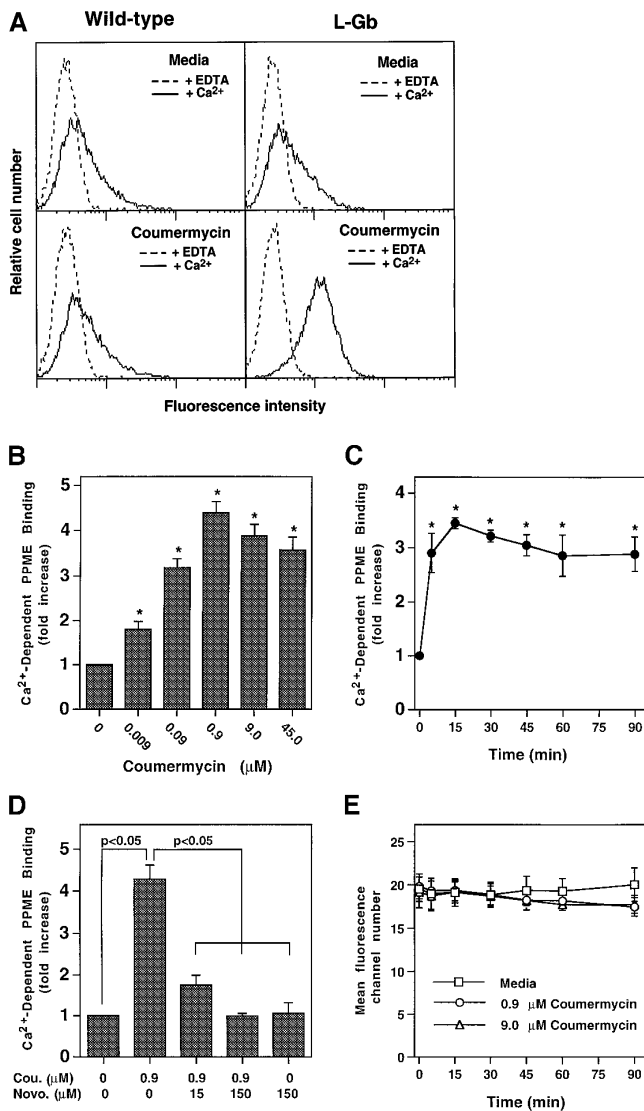 A
Wild-type
L-Gb
Relative cell number
Media
+ EDTA
+ Ca²⁺
Media
+ EDTA
+ Ca²⁺
Coumermycin
+ EDTA
+ Ca²⁺
Coumermycin
+ EDTA
+ Ca²⁺
Fluorescence intensity
B
Ca²⁺-Dependent PPME Binding
(fold increase)
5
4
3
2
1
0
* * * * *
0 0.009 0.09 0.9 9.0 45.0
Coumermycin (μM)
C
Ca²⁺-Dependent PPME Binding
(fold increase)
4
3
2
1
0
* * * * * *
0 15 30 45 60 75 90
Time (min)
D
Ca²⁺-Dependent PPME Binding
(fold increase)
5
4
3
2
1
0
p<0.05 p<0.05
Cou. (μM) 0 0.9 0.9 0.9 0
Novo. (μM) 0 0 15 150 150
E
Mean fluorescence
channel number
25
20
15
10
5
0
Media
0.9 μM Coumermycin
9.0 μM Coumermycin
0 15 30 45 60 75 90
Time (min)